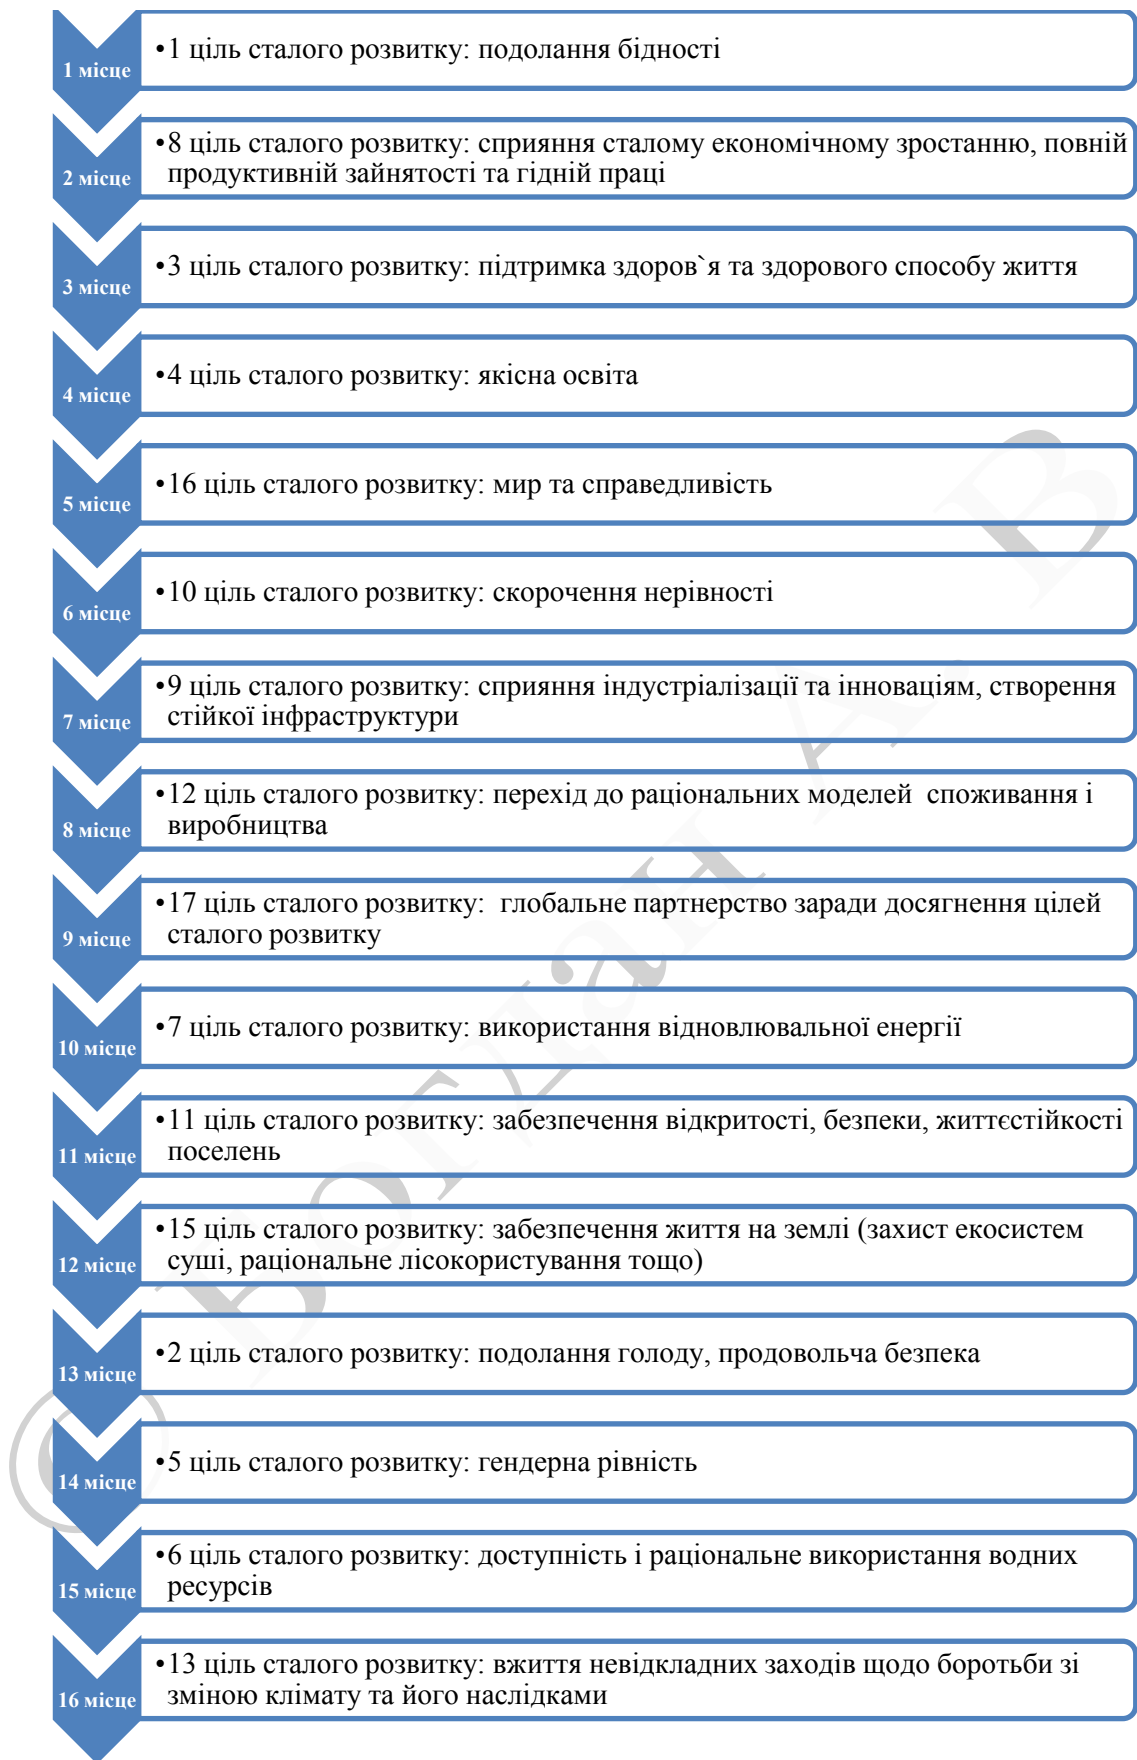 1 місце
•1 ціль сталого розвитку: подолання бідності
2 місце
•8 ціль сталого розвитку: сприяння сталому економічному зростанню, повній
продуктивній зайнятості та гідній праці
3 місце
•3 ціль сталого розвитку: підтримка здоров`я та здорового способу життя
4 місце
•4 ціль сталого розвитку: якісна освіта
5 місце
•16 ціль сталого розвитку: мир та справедливість
6 місце
•10 ціль сталого розвитку: скорочення нерівності
7 місце
•9 ціль сталого розвитку: сприяння індустріалізації та інноваціям, створення
стійкої інфраструктури
8 місце
•12 ціль сталого розвитку: перехід до раціональних моделей  споживання і
виробництва
9 місце
•17 ціль сталого розвитку:  глобальне партнерство заради досягнення цілей
сталого розвитку
10 місце
•7 ціль сталого розвитку: використання відновлювальної енергії
11 місце
•11 ціль сталого розвитку: забезпечення відкритості, безпеки, життєстійкості
поселень
12 місце
•15 ціль сталого розвитку: забезпечення життя на землі (захист екосистем
суші, раціональне лісокористування тощо)
13 місце
•2 ціль сталого розвитку: подолання голоду, продовольча безпека
14 місце
•5 ціль сталого розвитку: гендерна рівність
15 місце
•6 ціль сталого розвитку: доступність і раціональне використання водних
ресурсів
16 місце
•13 ціль сталого розвитку: вжиття невідкладних заходів щодо боротьби зі
зміною клімату та його наслідками
© Богдан А. В